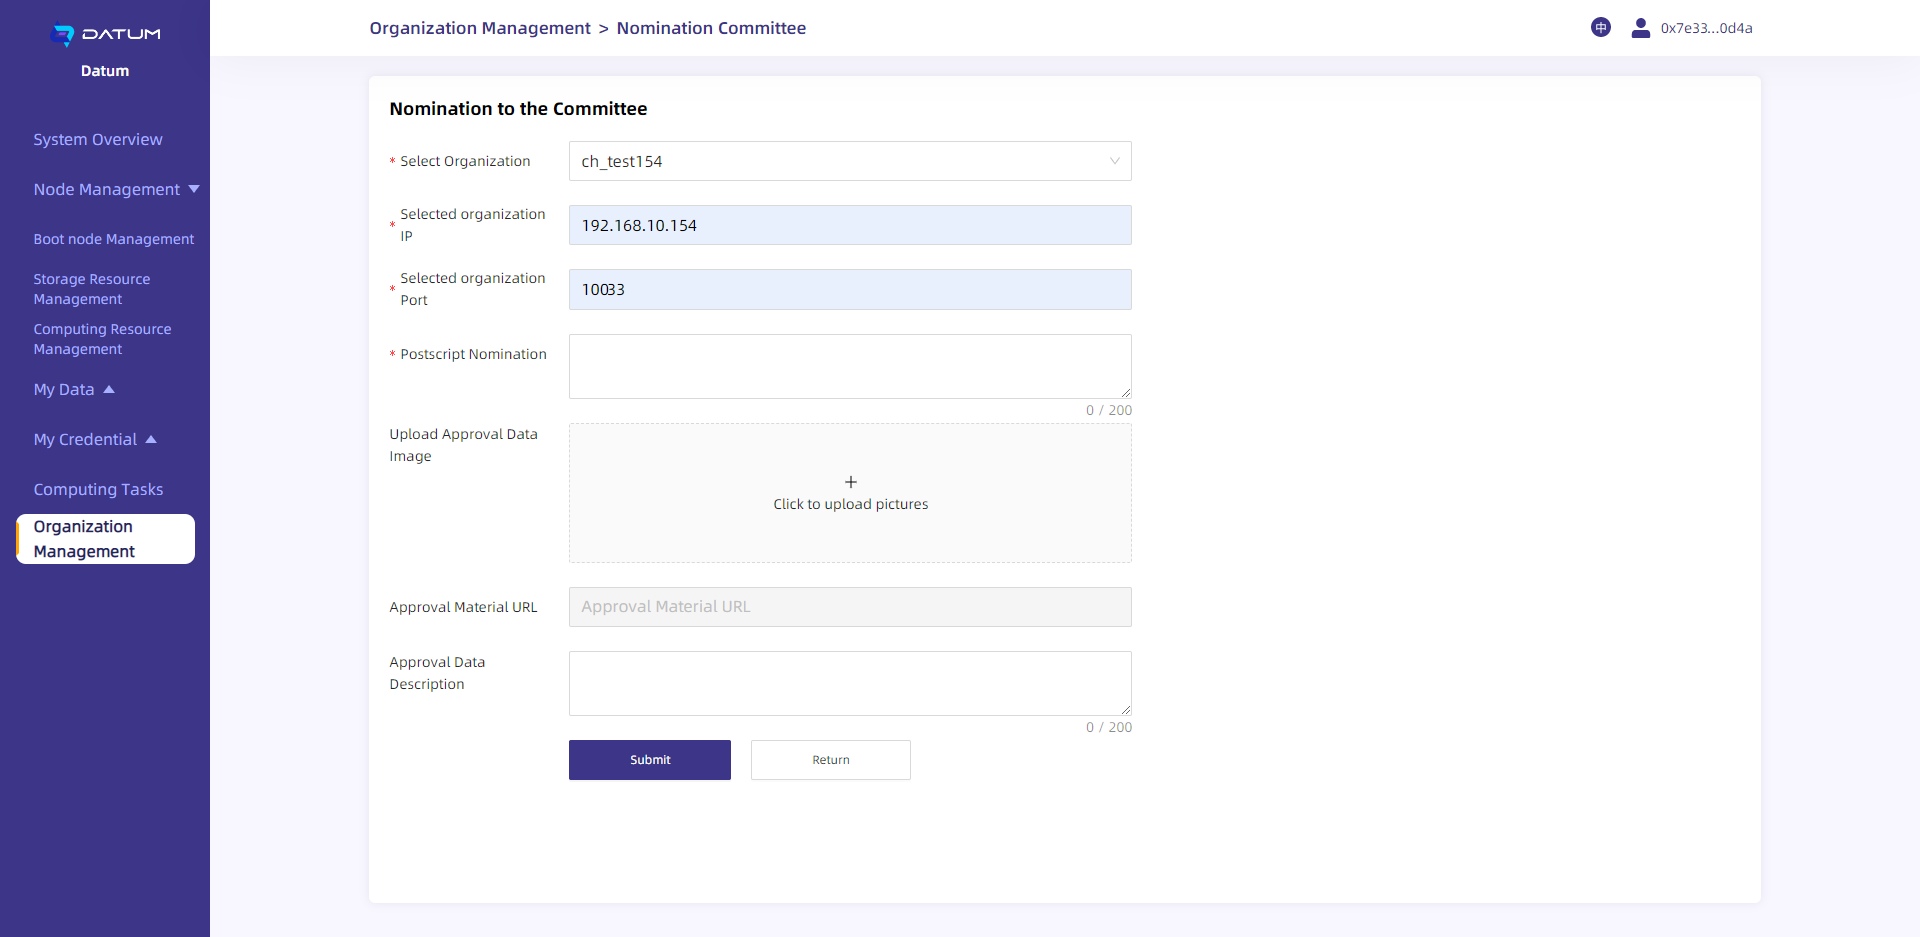 DATUM
Datum
System Overview
Node Management
Boot node Management
Storage Resource
Management
Computing Resource
Management
My Data
My Credential
Computing Tasks
Organization
Management
Organization Management > Nomination Committee
中
0x7e33...0d4a
Nomination to the Committee
* Select Organization
ch_test154
* Selected organization
IP
192.168.10.154
* Selected organization
Port
10033
* Postscript Nomination
0 / 200
Upload Approval Data
Image
+
Click to upload pictures
Approval Material URL
Approval Material URL
Approval Data
Description
0 / 200
Submit
Return